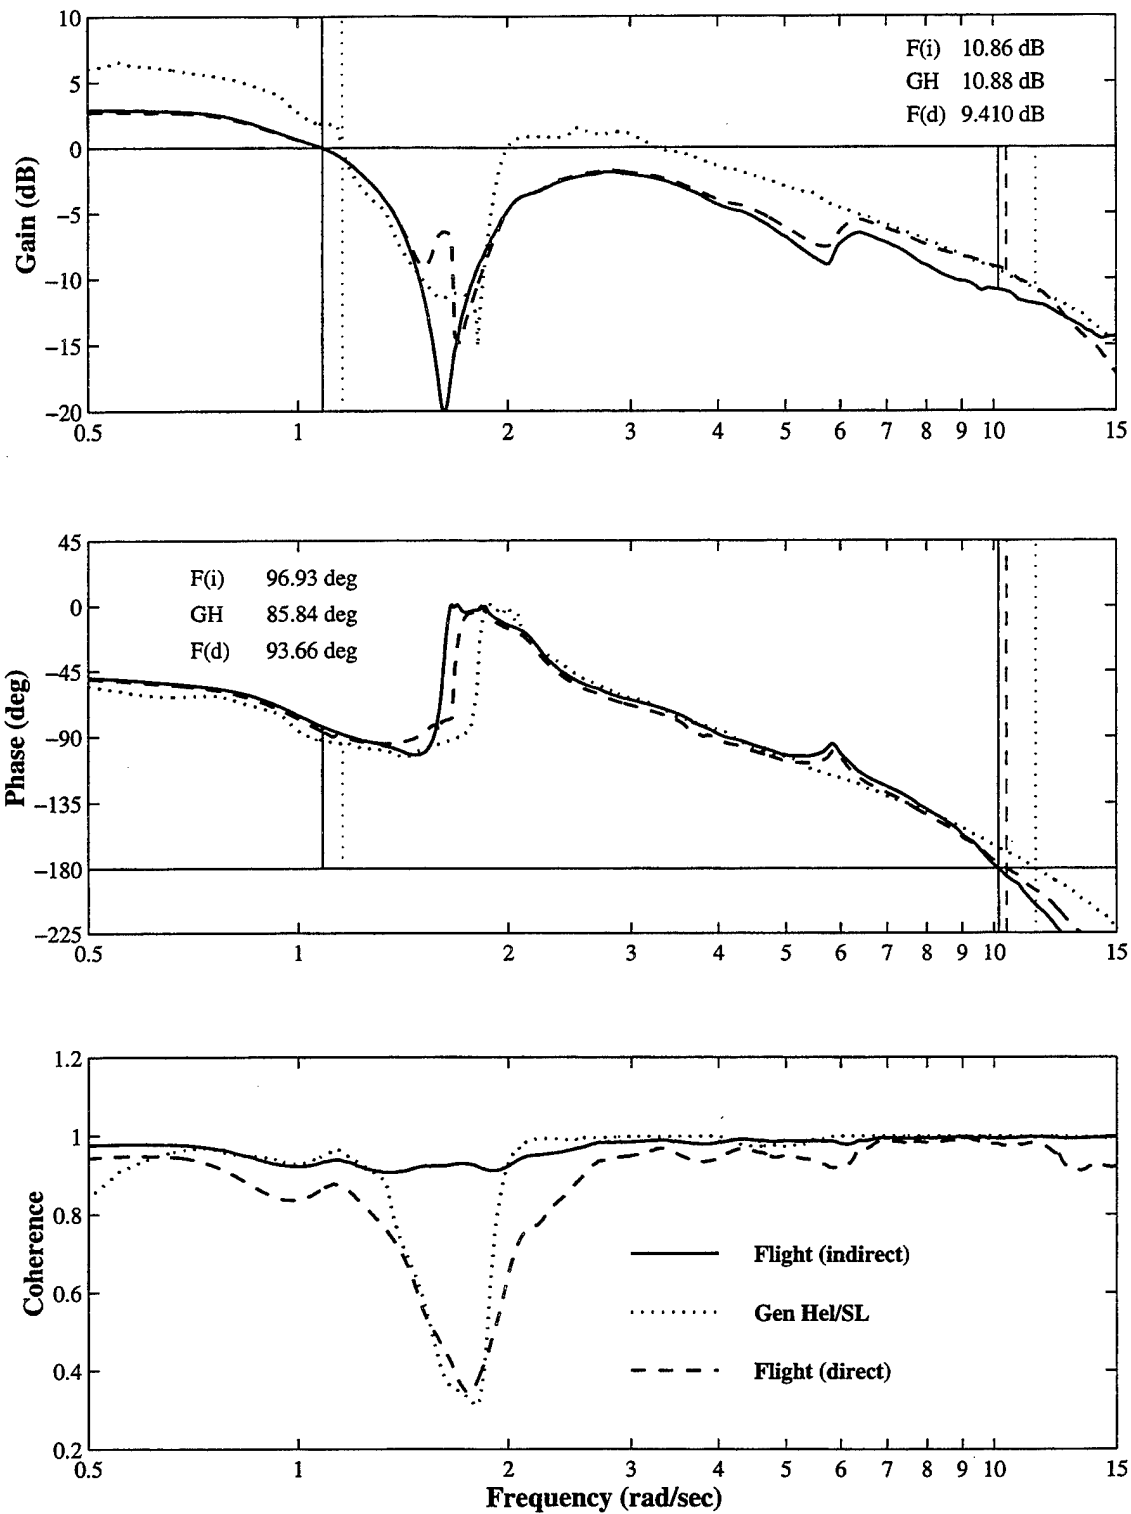 10
5
0
−5
−10
−15
−20
Gain (dB)
F(i) 10.86 dB
GH 10.88 dB
F(d) 9.410 dB
0.5 1 2 3 4 5 6 7 8 9 10 15
45
0
−45
−90
−135
−180
−225
Phase (deg)
F(i) 96.93 deg
GH 85.84 deg
F(d) 93.66 deg
0.5 1 2 3 4 5 6 7 8 9 10 15
1.2
1
0.8
0.6
0.4
0.2
Coherence
Flight (indirect)
Gen Hel/SL
Flight (direct)
0.5 1 2 3 4 5 6 7 8 9 10 15
Frequency (rad/sec)